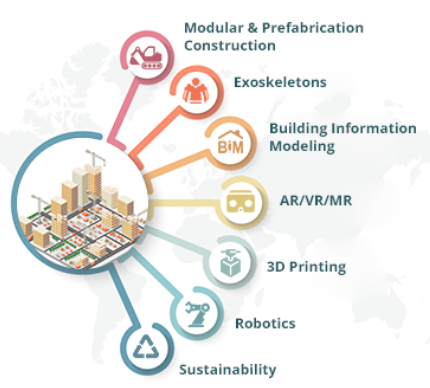 Modular & Prefabrication
Construction
Exoskeletons
Building Information
Modeling
BiM
AR/VR/MR
3D Printing
Robotics
Sustainability